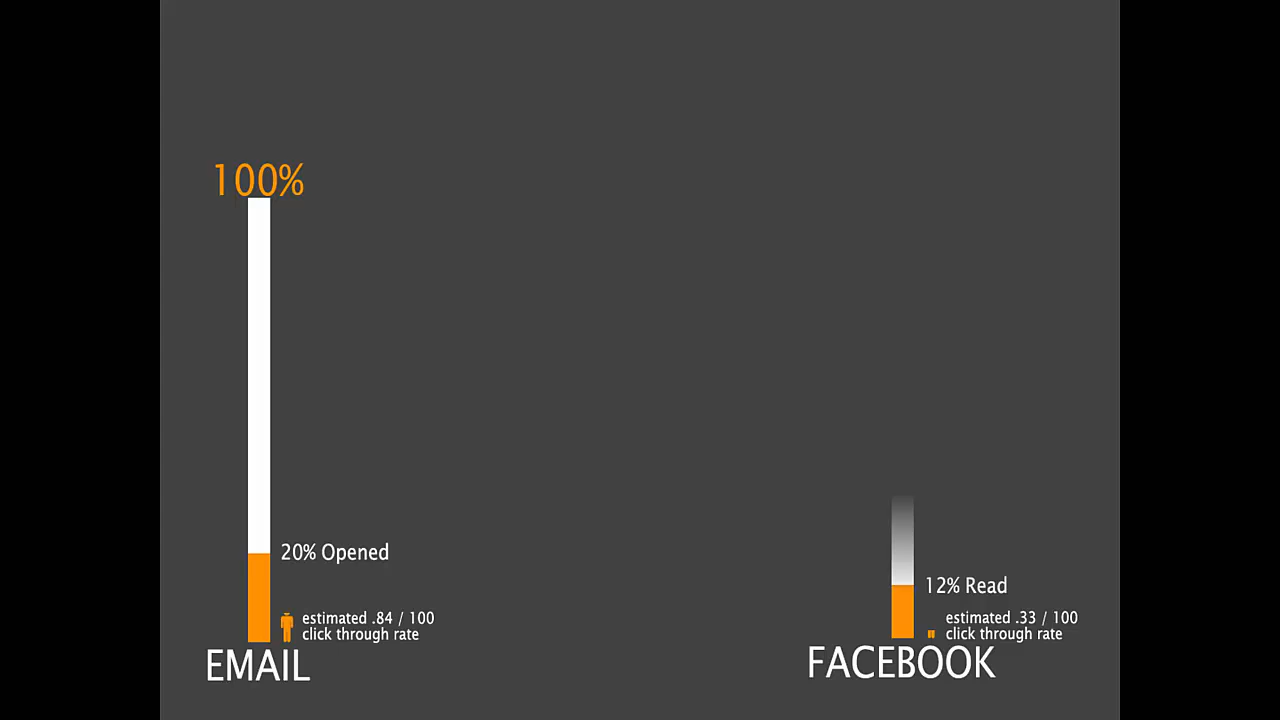 100%
20% Opened
estimated .84 / 100
click through rate
EMAIL
12% Read
estimated .33 / 100
click through rate
FACEBOOK